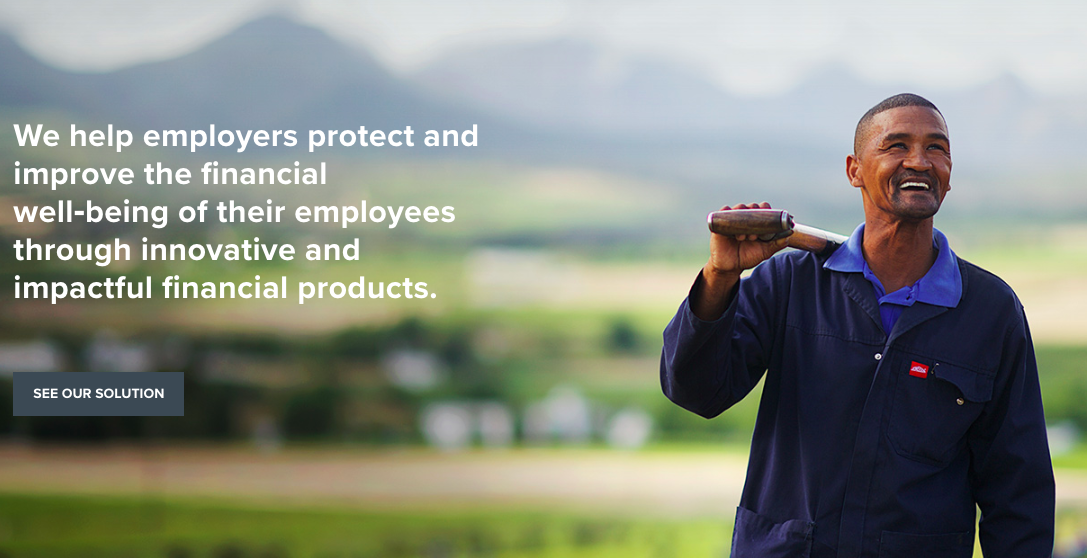 We help employers protect and
improve the financial
well-being of their employees
through innovative and
impactful financial products.
SEE OUR SOLUTION